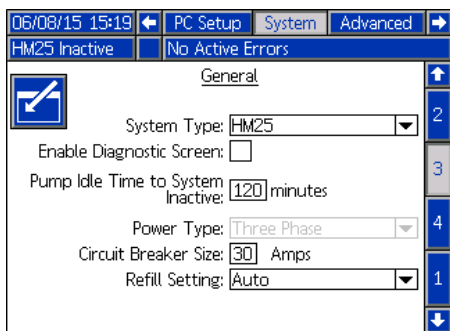 06/08/15 15:19 PC Setup System Advanced
HM25 Inactive No Active Errors
General
System Type: HM25
Enable Diagnostic Screen:
Pump Idle Time to System
Inactive: 120 minutes
Power Type: Three Phase
Circuit Breaker Size: 30 Amps
Refill Setting: Auto
2
3
4
1